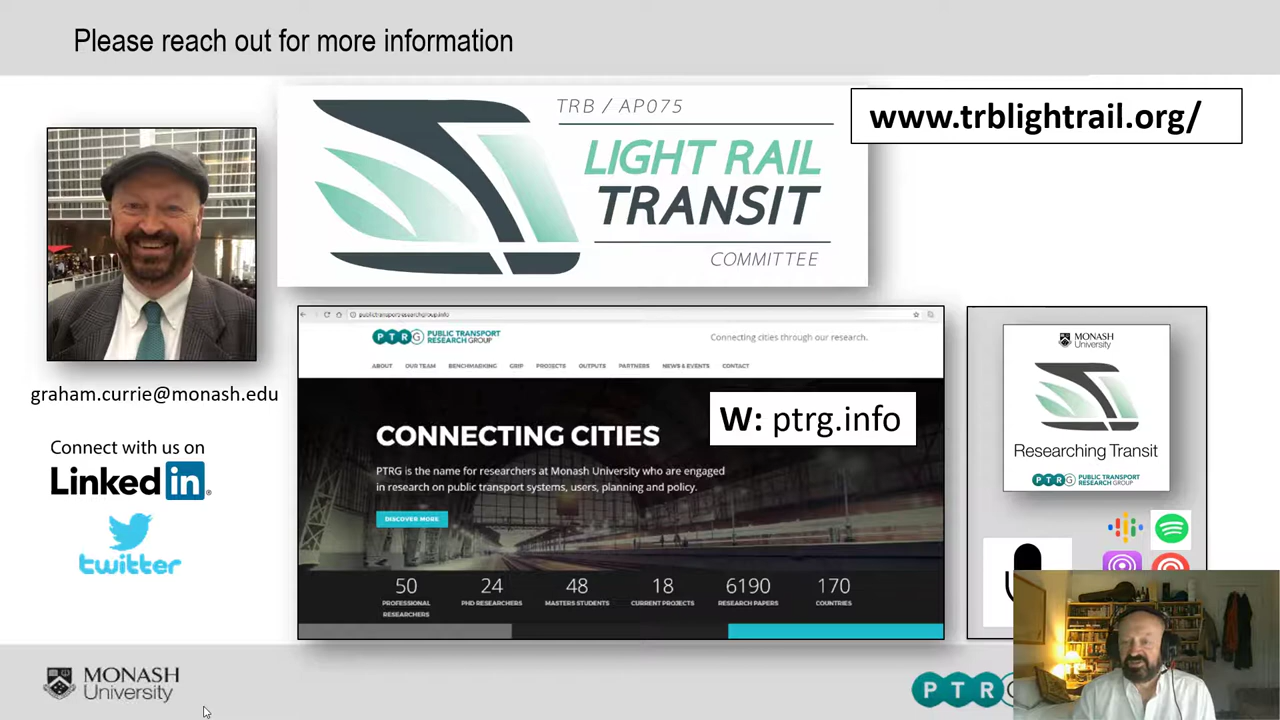 Please reach out for more information
TRB / AP075
LIGHT RAIL
TRANSIT
COMMITTEE
www.trblightrail.org/
graham.currie@monash.edu
Connect with us on
Linked in®
twitter
publictransportresearchgroup.info
PTRG PUBLIC TRANSPORT
RESEARCH GROUP
Connecting cities through our research.
ABOUT OUR TEAM BENCHMARKING GRIP PROJECTS OUTPUTS PARTNERS NEWS & EVENTS CONTACT
W: ptrg.info
CONNECTING CITIES
PTRG is the name for researchers at Monash University who are engaged
in research on public transport systems, users, planning and policy.
DISCOVER MORE
50 24 48 18 6190 170
PROFESSIONAL PHD RESEARCHERS MASTERS STUDENTS CURRENT PROJECTS RESEARCH PAPERS COUNTRIES
RESEARCHERS
MONASH
University
Researching Transit
PTRG PUBLIC TRANSPORT
RESEARCH GROUP
MONASH
University
PTRG